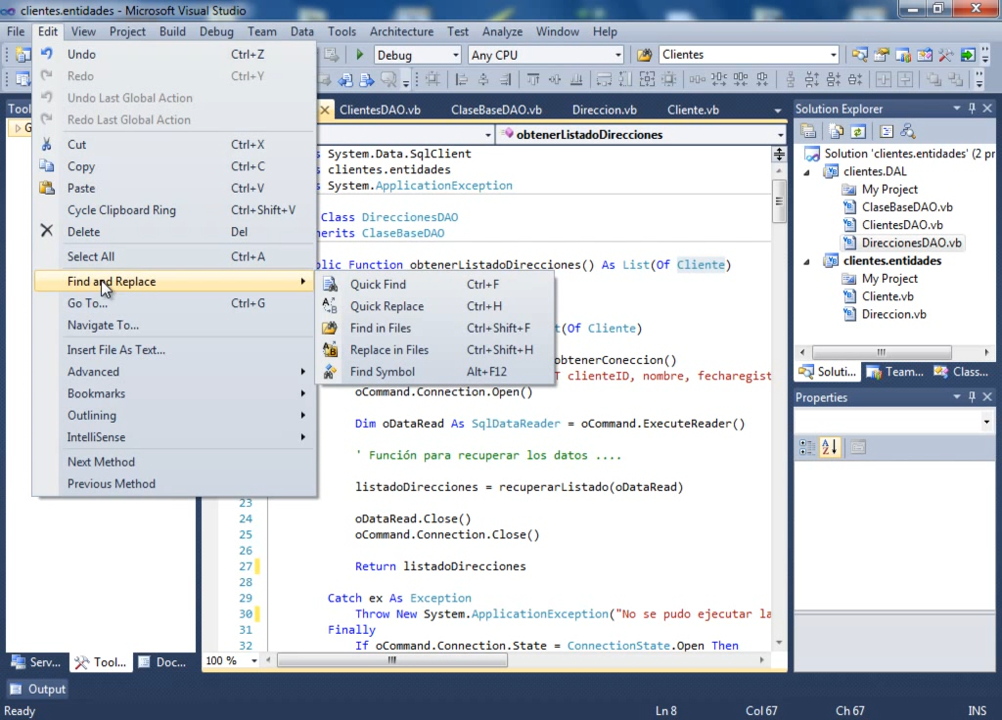 clientes.entidades - Microsoft Visual Studio
File Edit View Project Build Debug Team Data Tools Architecture Test Analyze Window Help
Debug Any CPU Clientes
Undo Ctrl+Z
Redo Ctrl+Y
Undo Last Global Action
Redo Last Global Action
Cut Ctrl+X
Copy Ctrl+C
Paste Ctrl+V
Cycle Clipboard Ring Ctrl+Shift+V
Delete Del
Select All Ctrl+A
Find and Replace
Go To... Ctrl+G
Navigate To...
Insert File As Text...
Advanced
Bookmarks
Outlining
IntelliSense
Next Method
Previous Method
Quick Find Ctrl+F
Quick Replace Ctrl+H
Find in Files Ctrl+Shift+F
Replace in Files Ctrl+Shift+H
Find Symbol Alt+F12
ClientesDAO.vb ClaseBaseDAO.vb Direccion.vb Cliente.vb
obtenerListadoDirecciones
s System.Data.SqlClient
s clientes.entidades
s System.ApplicationException
Class DireccionesDAO
herits ClaseBaseDAO
lic Function obtenerListadoDirecciones() As List(Of Cliente)
(Of Cliente)
obtenerConeccion()
T clienteID, nombre, fecharegist
oCommand.Connection.Open()
Dim oDataRead As SqlDataReader = oCommand.ExecuteReader()
' Función para recuperar los datos ....
listadoDirecciones = recuperarListado(oDataRead)
23
24 oDataRead.Close()
25 oCommand.Connection.Close()
26
27 Return listadoDirecciones
28
29 Catch ex As Exception
30 Throw New System.ApplicationException("No se pudo ejecutar la
31 Finally
32 If oCommand.Connection.State = ConnectionState.Open Then
100 %
Solution Explorer
Solution 'clientes.entidades' (2 pr
clientes.DAL
My Project
ClaseBaseDAO.vb
ClientesDAO.vb
DireccionesDAO.vb
clientes.entidades
My Project
Cliente.vb
Direccion.vb
Soluti... Team... Class...
Properties
Tool
G
Serv... Tool... Doc...
Output
Ready Ln 8 Col 67 Ch 67 INS